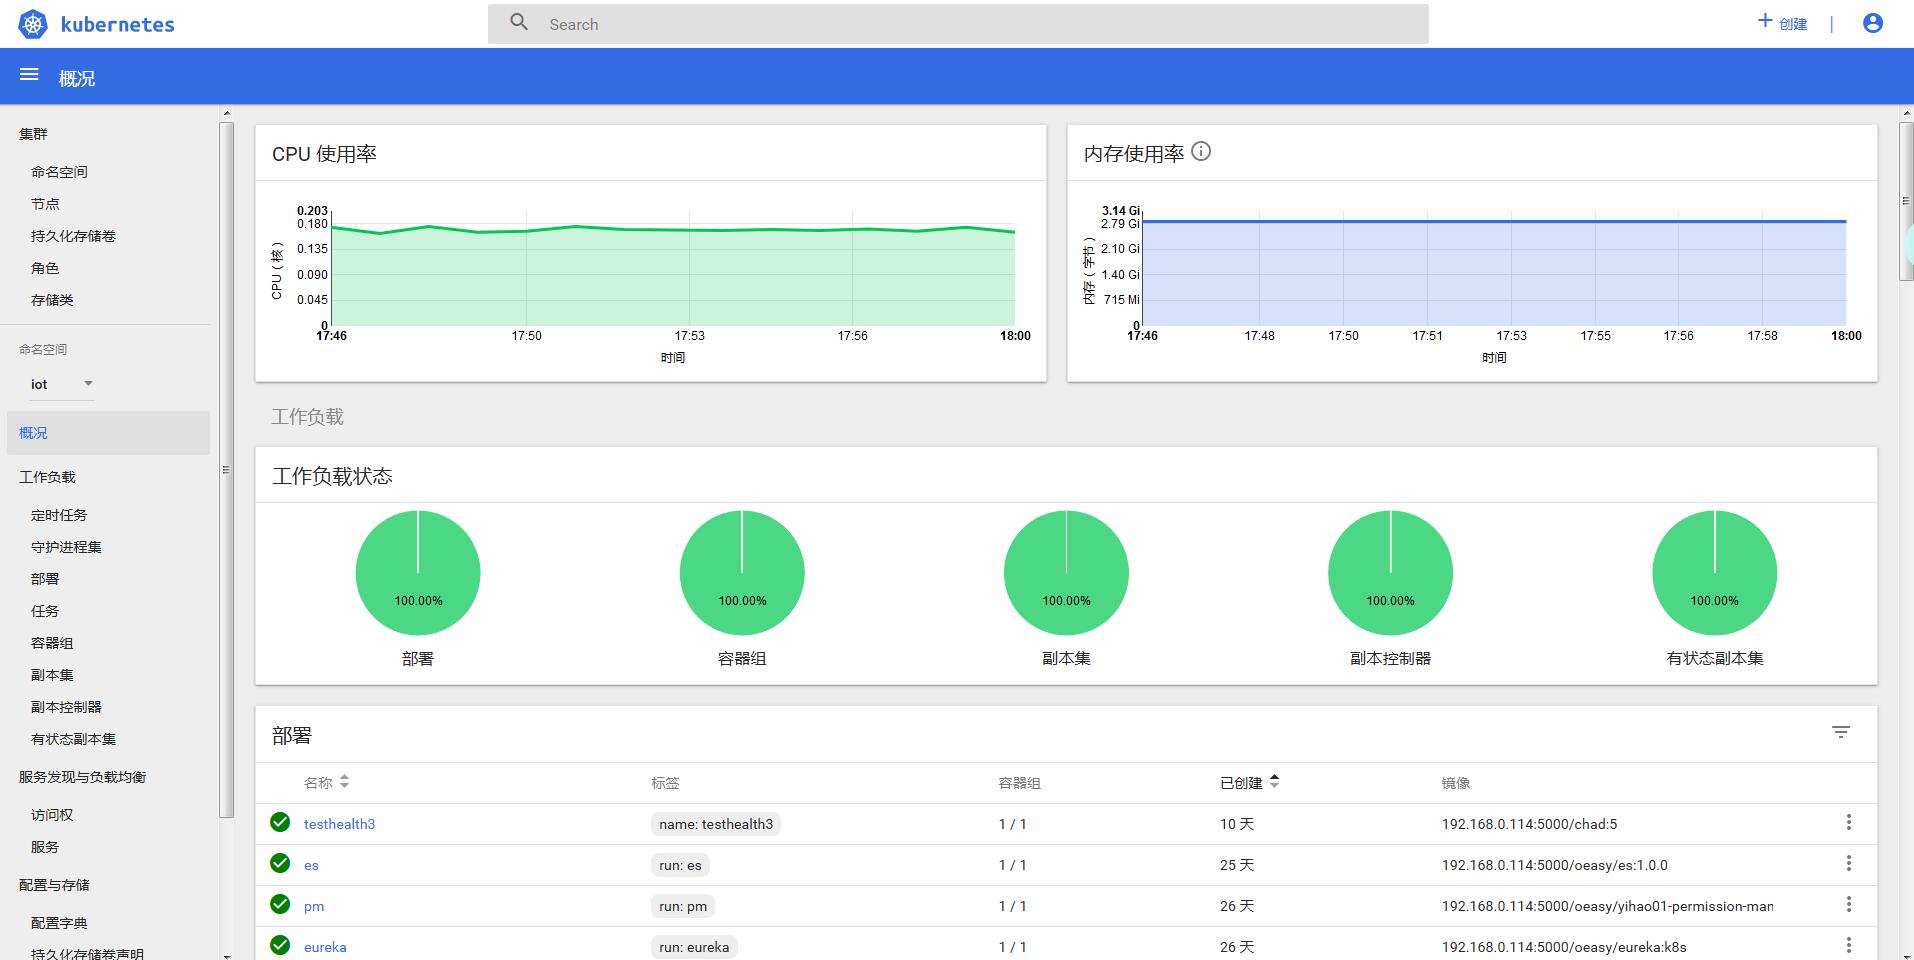 kubernetes
Search
创建
概况
集群
命名空间
节点
持久化存储卷
角色
存储类
命名空间
iot
概况
工作负载
定时任务
守护进程集
部署
任务
容器组
副本集
副本控制器
有状态副本集
服务发现与负载均衡
访问权
服务
配置与存储
配置字典
持久化存储卷声明
CPU 使用率
CPU（核）
0.203
0.180
0.135
0.090
0.045
0
17:46 17:50 17:53 17:56 18:00
时间
内存使用率
内存（字节）
3.14 Gi
2.79 Gi
2.10 Gi
1.40 Gi
715 Mi
0
17:46 17:48 17:50 17:51 17:53 17:55 17:56 17:58 18:00
时间
工作负载
工作负载状态
100.00% 100.00% 100.00% 100.00% 100.00%
部署 容器组 副本集 副本控制器 有状态副本集
部署
名称 标签 容器组 已创建 镜像
testhealth3 name: testhealth3 1 / 1 10 天 192.168.0.114:5000/chad:5
es run: es 1 / 1 25 天 192.168.0.114:5000/oeasy/es:1.0.0
pm run: pm 1 / 1 26 天 192.168.0.114:5000/oeasy/yihao01-permission-man
eureka run: eureka 1 / 1 26 天 192.168.0.114:5000/oeasy/eureka:k8s